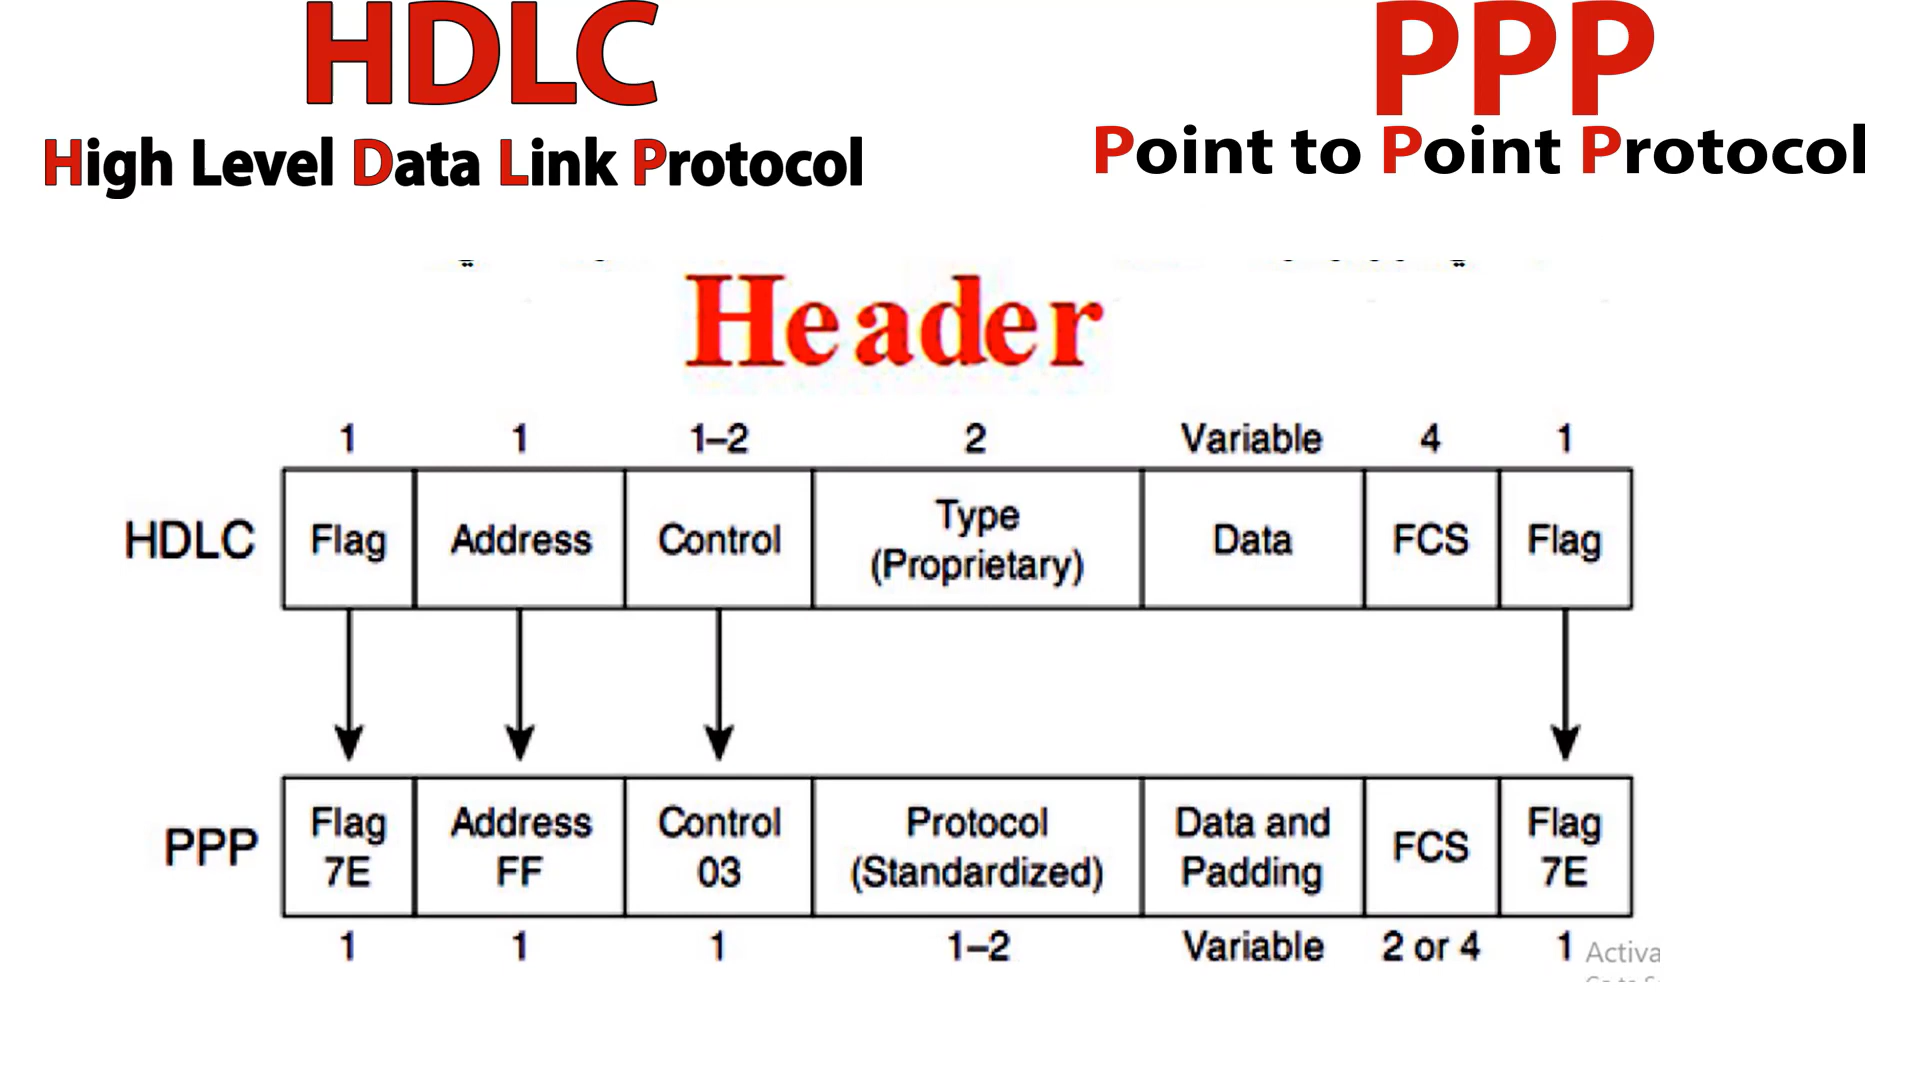 HDLC
High Level Data Link Protocol
PPP
Point to Point Protocol
Header
1 1 1–2 2 Variable 4 1
HDLC Flag Address Control Type (Proprietary) Data FCS Flag
PPP Flag 7E Address FF Control 03 Protocol (Standardized) Data and Padding FCS Flag 7E
1 1 1 1–2 Variable 2 or 4 1
Activa